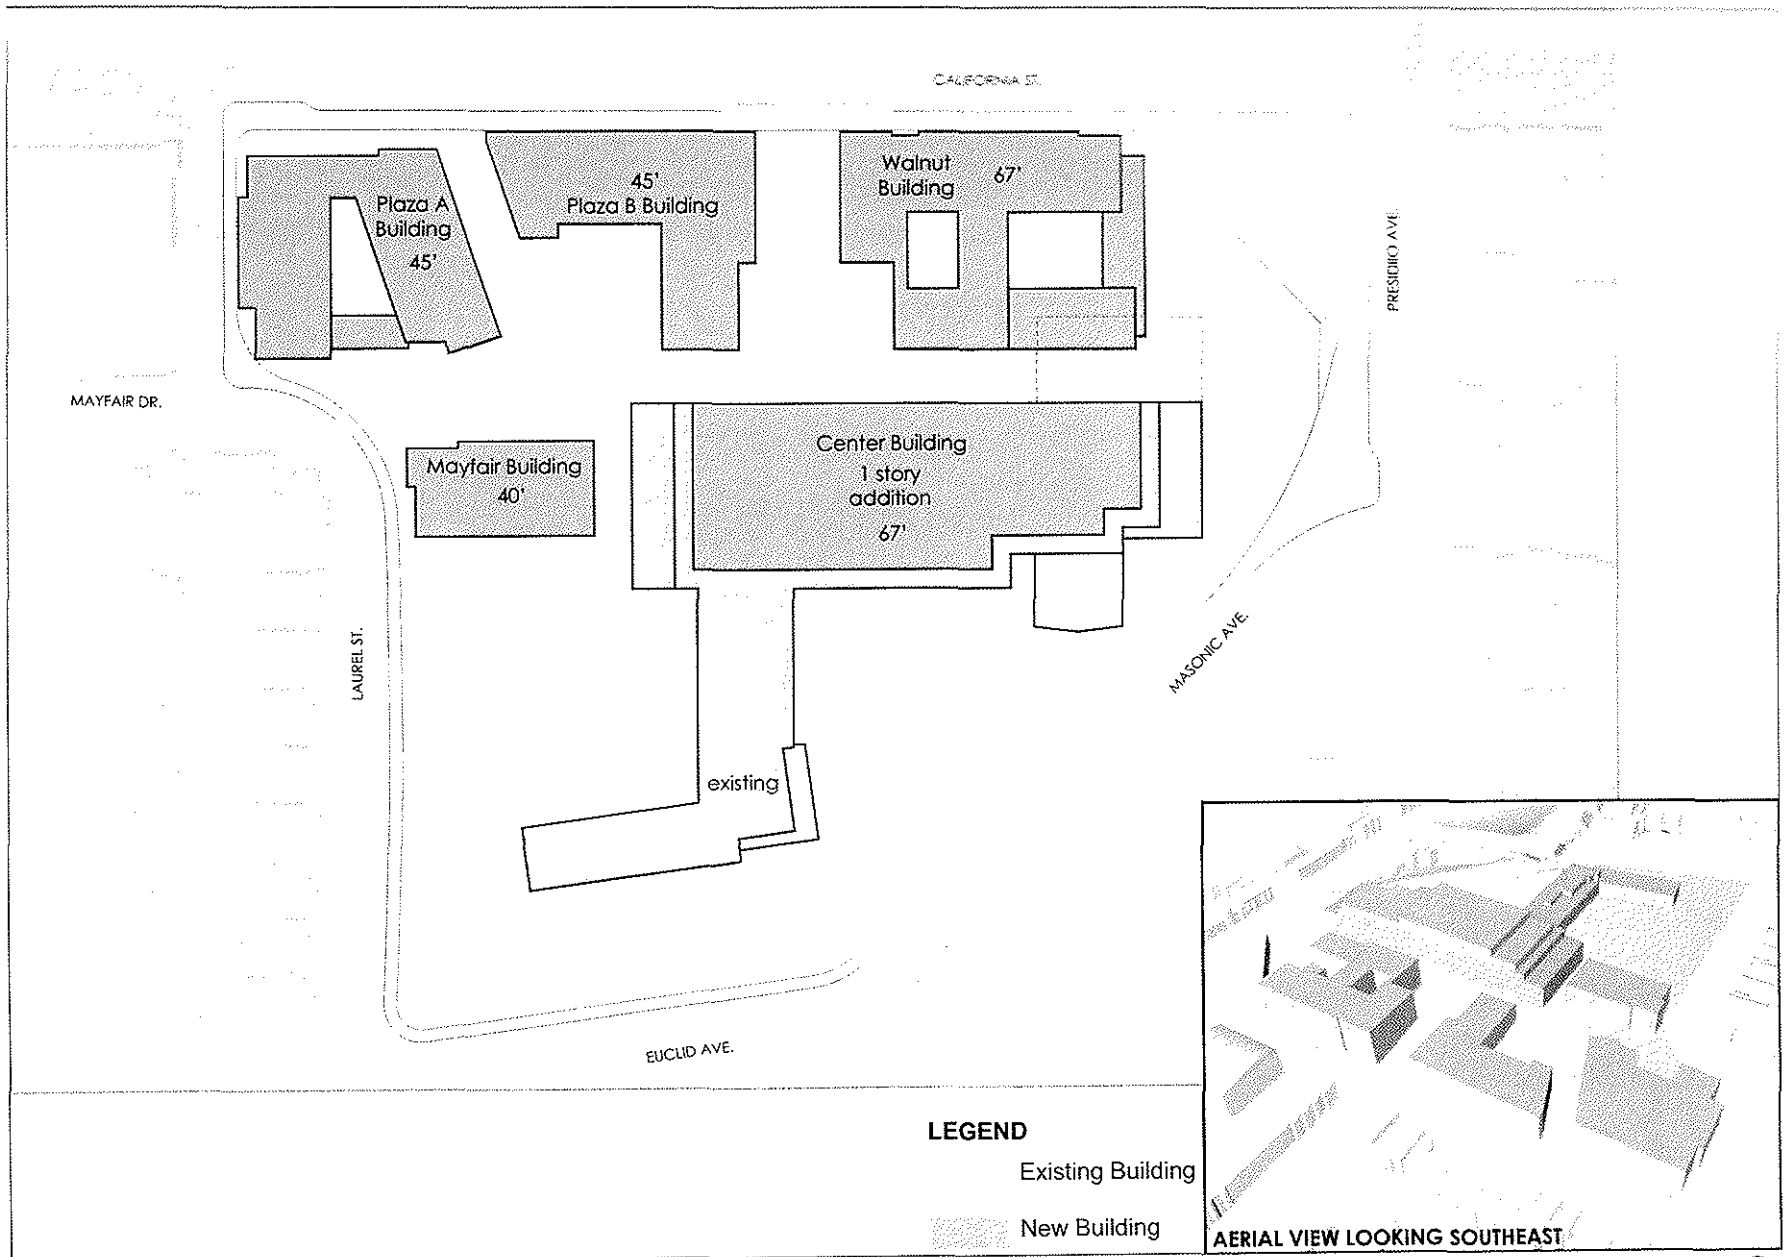 CALIFORNIA ST.
Plaza A
Building
45'
45'
Plaza B Building
Walnut
Building
67'
PRESIDIO AVE.
MAYFAIR DR.
Mayfair Building
40'
Center Building
1 story
addition
67'
LAUREL ST.
MASONIC AVE.
existing
EUCLID AVE.
LEGEND
Existing Building
New Building
AERIAL VIEW LOOKING SOUTHEAST